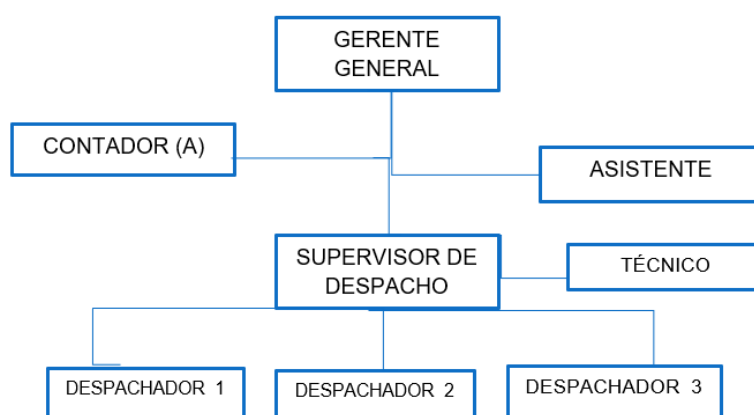 GERENTE
GENERAL
CONTADOR (A)
ASISTENTE
SUPERVISOR DE
DESPACHO
TÉCNICO
DESPACHADOR 1
DESPACHADOR 2
DESPACHADOR 3